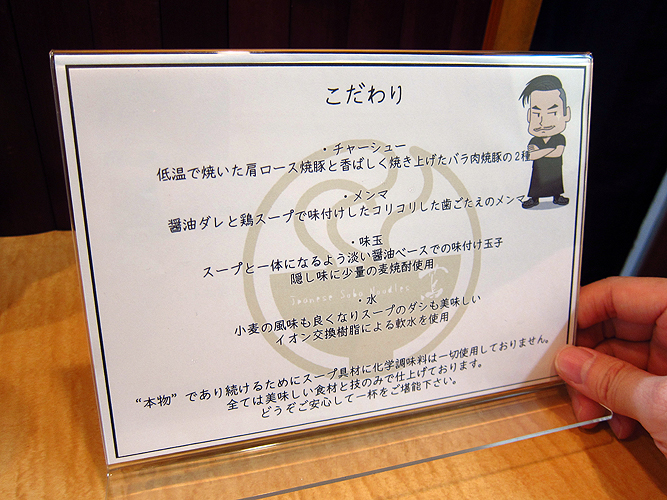 こだわり
・チャーシュー
低温で焼いた肩ロース焼豚と香ばしく焼き上げたバラ肉焼豚の2種
・メンマ
醤油ダレと鶏スープで味付けしたコリコリした歯ごたえのメンマ
・味玉
スープと一体になるよう淡い醤油ベースでの味付け玉子
隠し味に少量の麦焼酎使用
Japanese Soba Noodles
・水
小麦の風味も良くなりスープのダシも美味しい
イオン交換樹脂による軟水を使用
“本物”であり続けるためにスープ具材に化学調味料は一切使用しておりません。
全ては美味しい食材と技のみで仕上げております。
どうぞご安心して一杯をご堪能下さい。